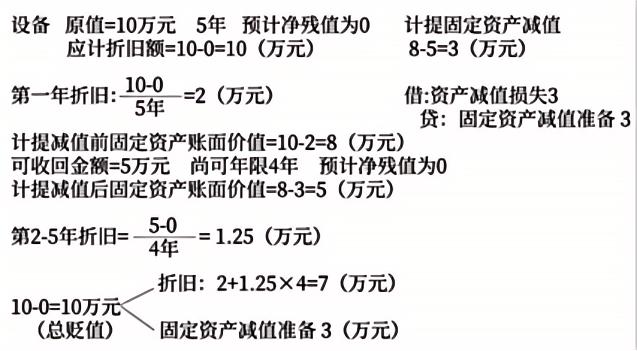 设备 原值=10万元 5年 预计净残值为0 计提固定资产减值
应计折旧额=10-0=10（万元） 8-5=3（万元）
第一年折旧:10-0/5年=2（万元） 借:资产减值损失3
贷：固定资产减值准备 3
计提减值前固定资产账面价值=10-2=8（万元）
可收回金额=5万元 尚可年限4年 预计净残值为0
计提减值后固定资产账面价值=8-3=5（万元）
第2-5年折旧=5-0/4年=1.25（万元）
折旧：2+1.25×4=7（万元）
10-0=10万元
（总贬值）
固定资产减值准备 3（万元）